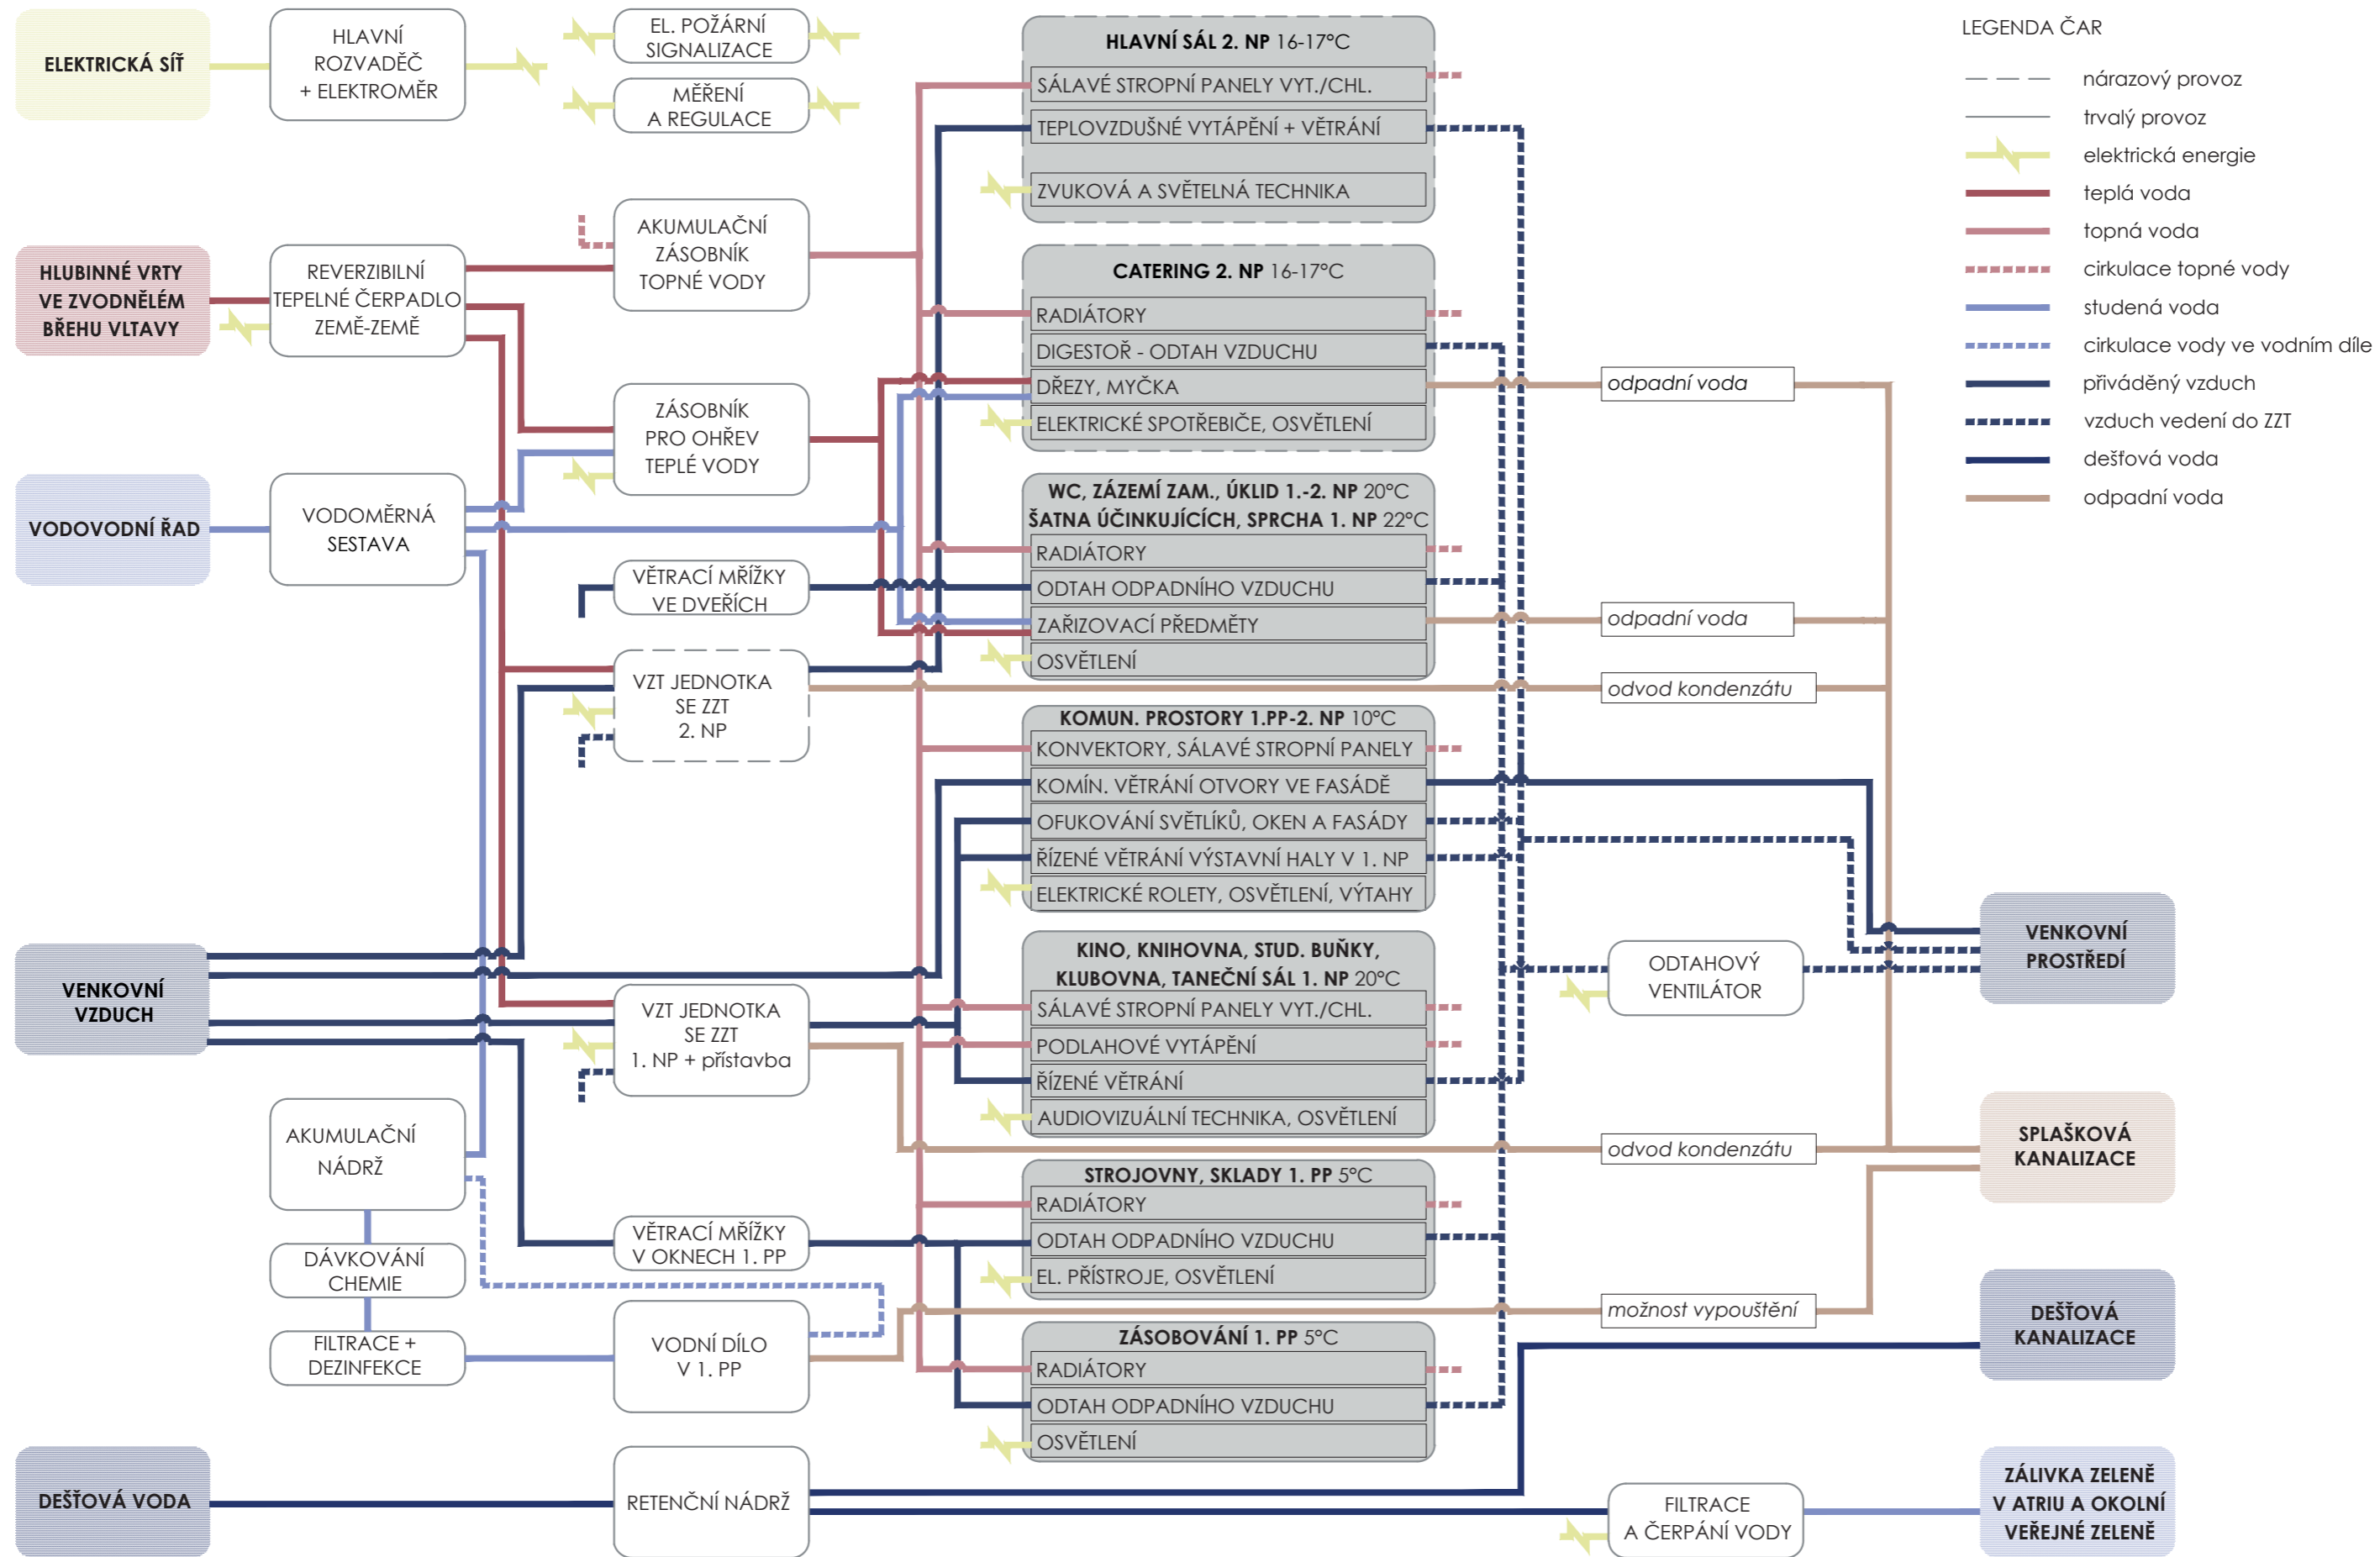 ELEKTRICKÁ SÍŤ
HLAVNÍ
ROZVADĚČ
+ ELEKTROMĚR
EL. POŽÁRNÍ
SIGNALIZACE
MĚŘENÍ
A REGULACE
HLUBINNÉ VRTY
VE ZVODNĚLÉM
BŘEHU VLTAVY
REVERZIBILNÍ
TEPELNÉ ČERPADLO
ZEMĚ-ZEMĚ
AKUMULAČNÍ
ZÁSOBNÍK
TOPNÉ VODY
ZÁSOBNÍK
PRO OHŘEV
TEPLÉ VODY
VODOVODNÍ ŘAD
VODOMĚRNÁ
SESTAVA
VĚTRACÍ MŘÍŽKY
VE DVEŘÍCH
VZT JEDNOTKA
SE ZZT
2. NP
VENKOVNÍ
VZDUCH
VZT JEDNOTKA
SE ZZT
1. NP + přístavba
AKUMULAČNÍ
NÁDRŽ
DÁVKOVÁNÍ
CHEMIE
FILTRACE +
DEZINFEKCE
VĚTRACÍ MŘÍŽKY
V OKNECH 1. PP
VODNÍ DÍLO
V 1. PP
DEŠŤOVÁ VODA
RETENČNÍ NÁDRŽ
HLAVNÍ SÁL 2. NP 16-17°C
SÁLAVÉ STROPNÍ PANELY VYT./CHL.
TEPLOVZDUŠNÉ VYTÁPĚNÍ + VĚTRÁNÍ
ZVUKOVÁ A SVĚTELNÁ TECHNIKA
CATERING 2. NP 16-17°C
RADIÁTORY
DIGESTOŘ - ODTAH VZDUCHU
DŘEZY, MYČKA
ELEKTRICKÉ SPOTŘEBIČE, OSVĚTLENÍ
WC, ZÁZEMÍ ZAM., ÚKLID 1.-2. NP 20°C
ŠATNA ÚČINKUJÍCÍCH, SPRCHA 1. NP 22°C
RADIÁTORY
ODTAH ODPADNÍHO VZDUCHU
ZAŘIZOVACÍ PŘEDMĚTY
OSVĚTLENÍ
KOMUN. PROSTORY 1.PP-2. NP 10°C
KONVEKTORY, SÁLAVÉ STROPNÍ PANELY
KOMÍN. VĚTRÁNÍ OTVORY VE FASÁDĚ
OFUKOVÁNÍ SVĚTLÍKŮ, OKEN A FASÁDY
ŘÍZENÉ VĚTRÁNÍ VÝSTAVNÍ HALY V 1. NP
ELEKTRICKÉ ROLETY, OSVĚTLENÍ, VÝTAHY
KINO, KNIHOVNA, STUD. BUŇKY,
KLUBOVNA, TANEČNÍ SÁL 1. NP 20°C
SÁLAVÉ STROPNÍ PANELY VYT./CHL.
PODLAHOVÉ VYTÁPĚNÍ
ŘÍZENÉ VĚTRÁNÍ
AUDIOVIZUÁLNÍ TECHNIKA, OSVĚTLENÍ
STROJOVNY, SKLADY 1. PP 5°C
RADIÁTORY
ODTAH ODPADNÍHO VZDUCHU
EL. PŘÍSTROJE, OSVĚTLENÍ
ZÁSOBOVÁNÍ 1. PP 5°C
RADIÁTORY
ODTAH ODPADNÍHO VZDUCHU
OSVĚTLENÍ
odpadní voda
odpadní voda
odvod kondenzátu
ODTAHOVÝ
VENTILÁTOR
odvod kondenzátu
možnost vypouštění
FILTRACE
A ČERPÁNÍ VODY
LEGENDA ČAR
nárazový provoz
trvalý provoz
elektrická energie
teplá voda
topná voda
cirkulace topné vody
studená voda
cirkulace vody ve vodním díle
přiváděný vzduch
vzduch vedení do ZZT
dešťová voda
odpadní voda
VENKOVNÍ
PROSTŘEDÍ
SPLAŠKOVÁ
KANALIZACE
DEŠŤOVÁ
KANALIZACE
ZÁLIVKA ZELENĚ
V ATRIU A OKOLNÍ
VEŘEJNÉ ZELENĚ